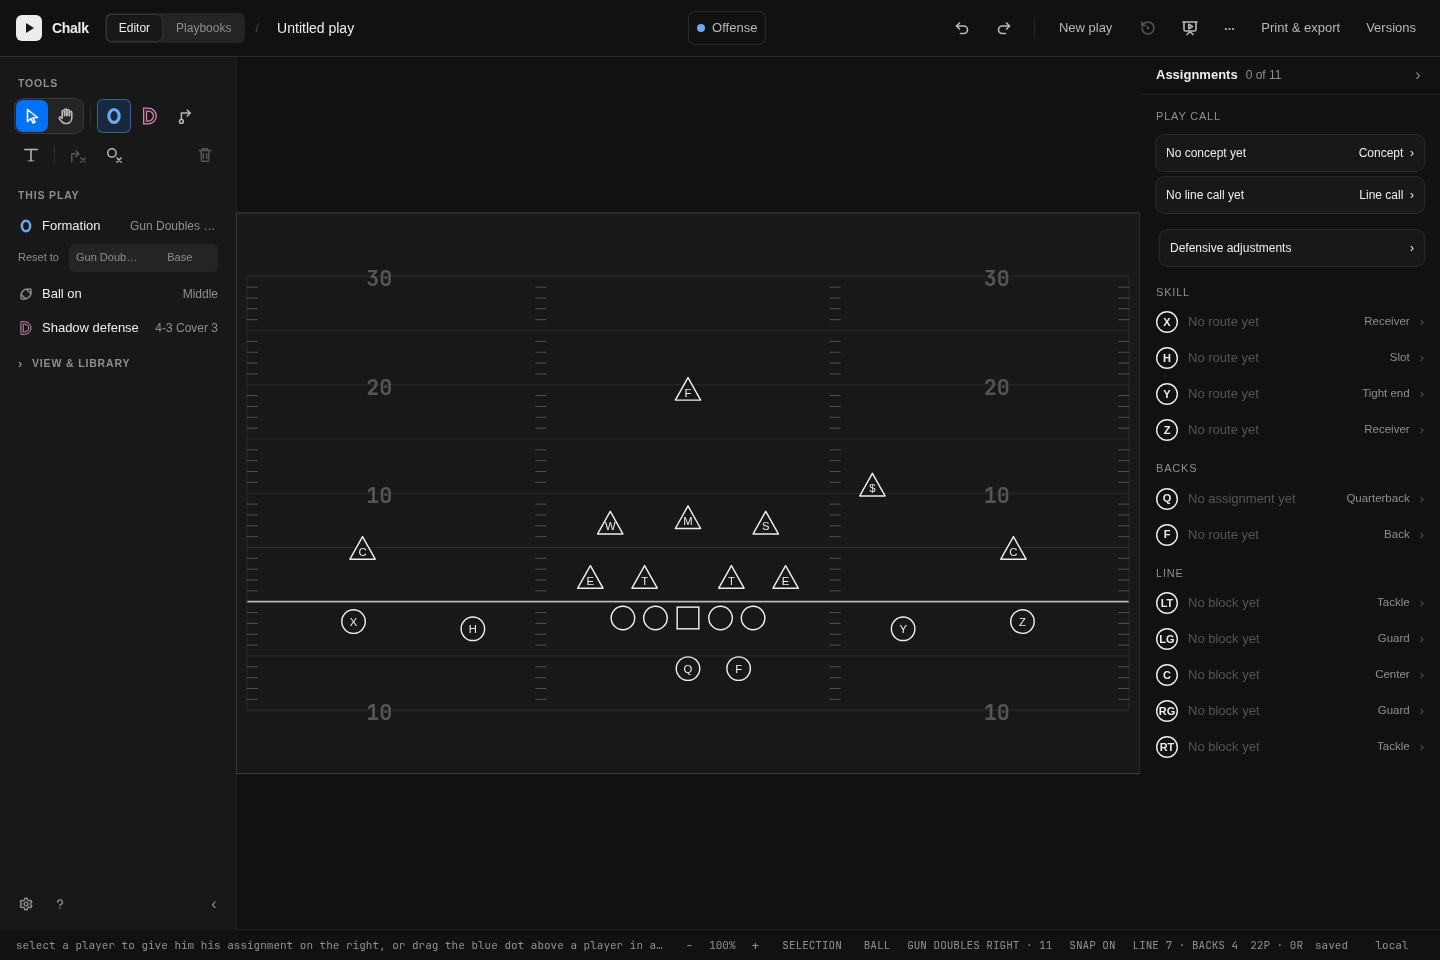 Chalk Editor Playbooks / Untitled play Offense New play ... Print & export Versions
TOOLS
THIS PLAY
Formation Gun Doubles …
Reset to Gun Doub… Base
Ball on Middle
Shadow defense 4-3 Cover 3
› VIEW & LIBRARY
30 30
20 20
F
$
10 10
W M S
C C
E T T E
X H Y Z
Q F
10 10
Assignments 0 of 11 ›
PLAY CALL
No concept yet Concept ›
No line call yet Line call ›
Defensive adjustments ›
SKILL
X No route yet Receiver ›
H No route yet Slot ›
Y No route yet Tight end ›
Z No route yet Receiver ›
BACKS
Q No assignment yet Quarterback ›
F No route yet Back ›
LINE
LT No block yet Tackle ›
LG No block yet Guard ›
C No block yet Center ›
RG No block yet Guard ›
RT No block yet Tackle ›
? ‹
select a player to give him his assignment on the right, or drag the blue dot above a player in a… - 100% + SELECTION BALL GUN DOUBLES RIGHT · 11 SNAP ON LINE 7 · BACKS 4 22P · 0R saved local